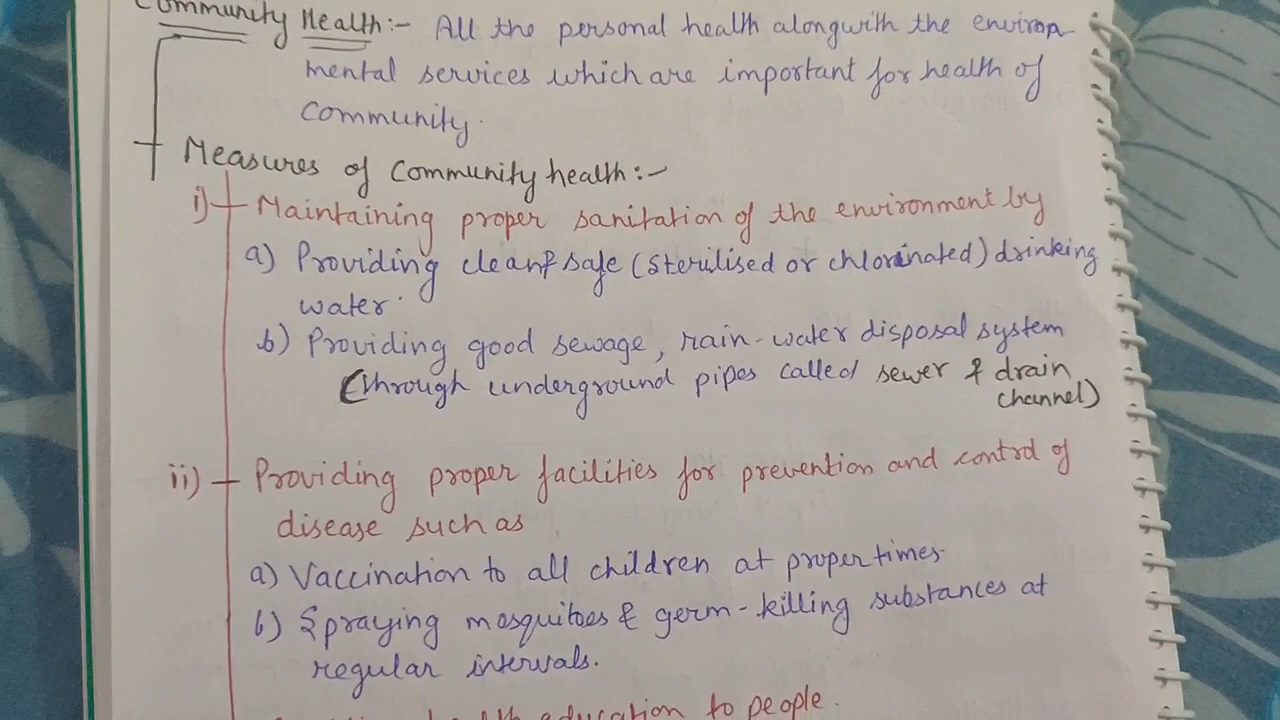 Community Health:- All the personal health alongwith the environ-
mental services which are important for health of
community.
Measures of Community health:-
i) Maintaining proper sanitation of the environment by
a) Providing clean & safe (sterilised or chlorinated) drinking
water.
b) Providing good sewage, rain-water disposal system
(through underground pipes called sewer & drain
channel)
ii) Providing proper facilities for prevention and control of
disease such as
a) Vaccination to all children at proper times.
b) Spraying mosquitoes & germ-killing substances at
regular intervals.
health education to people.